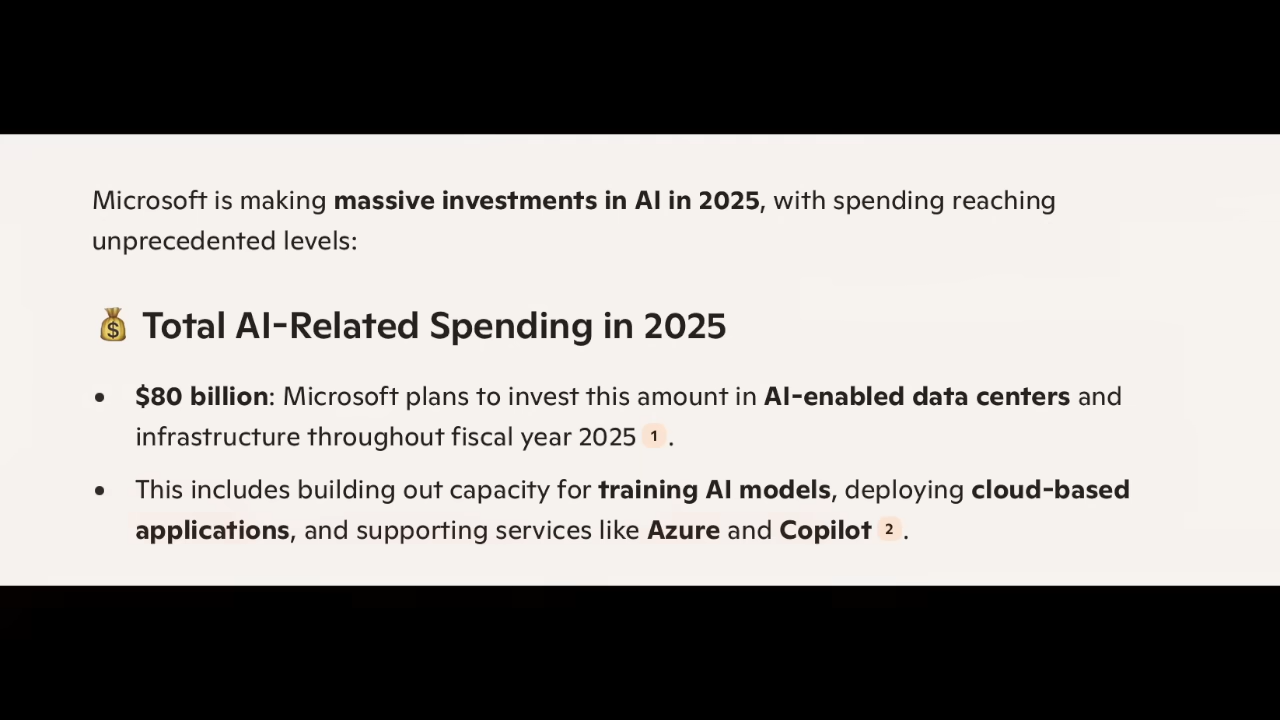 Microsoft is making massive investments in AI in 2025, with spending reaching
unprecedented levels:
💰 Total AI-Related Spending in 2025
• $80 billion: Microsoft plans to invest this amount in AI-enabled data centers and
infrastructure throughout fiscal year 2025 1.
• This includes building out capacity for training AI models, deploying cloud-based
applications, and supporting services like Azure and Copilot 2.